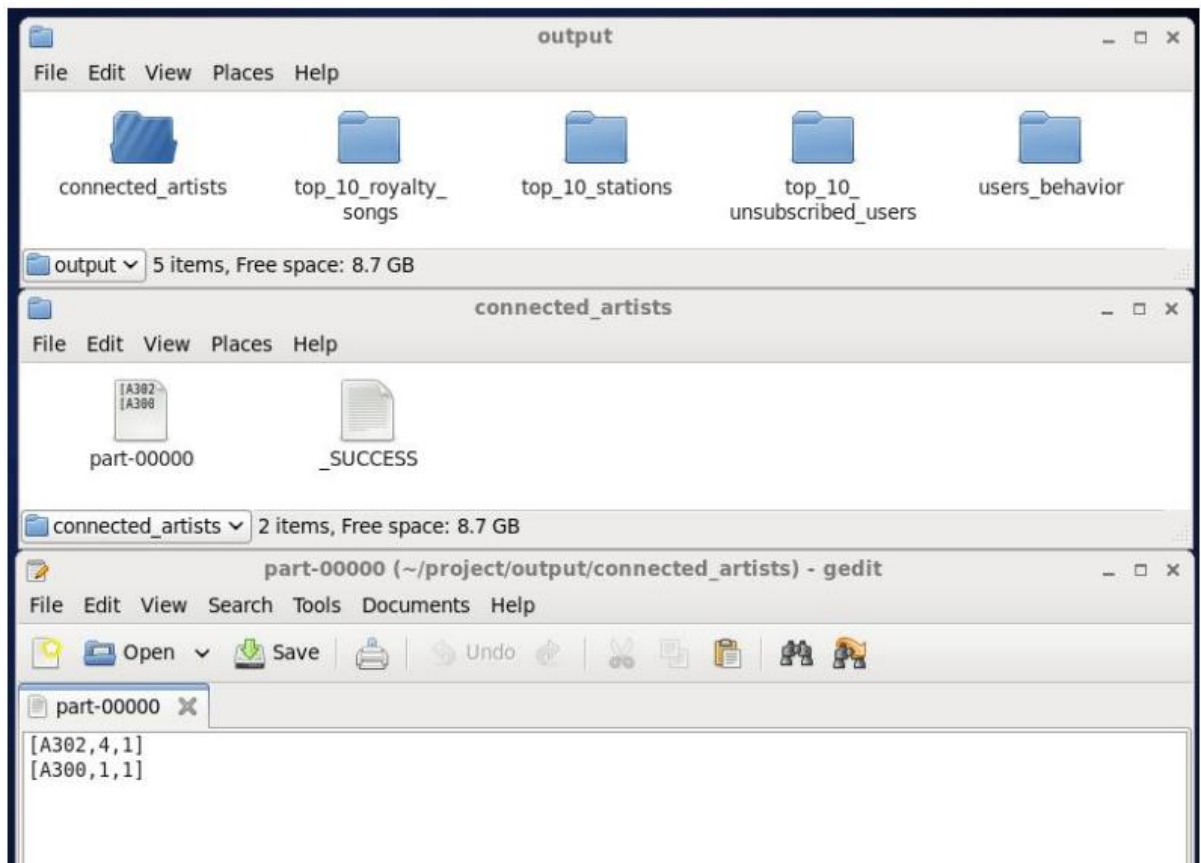 output
File Edit View Places Help
connected_artists
top_10_royalty_
songs
top_10_stations
top_10_
unsubscribed_users
users_behavior
output 5 items, Free space: 8.7 GB
connected_artists
File Edit View Places Help
[A302
[A300
part-00000
_SUCCESS
connected_artists 2 items, Free space: 8.7 GB
part-00000 (~/project/output/connected_artists) - gedit
File Edit View Search Tools Documents Help
Open Save Undo
part-00000
[A302,4,1]
[A300,1,1]